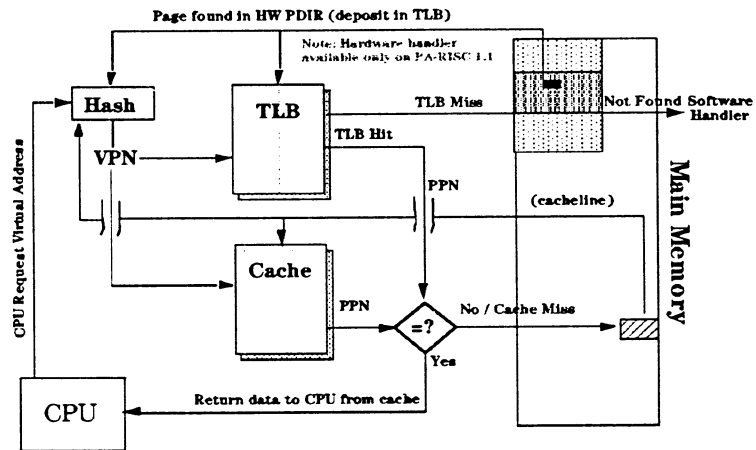 Page found in HW PDIR (deposit in TLB)
Note: Hardware handler
available only on PA-RISC 1.1
Hash
TLB
TLB Miss
Not Found Software
Handler
TLB Hit
VPN
PPN
(cacheline)
Main Memory
CPU Request Virtual Address
Cache
PPN
=?
No / Cache Miss
Yes
Return data to CPU from cache
CPU